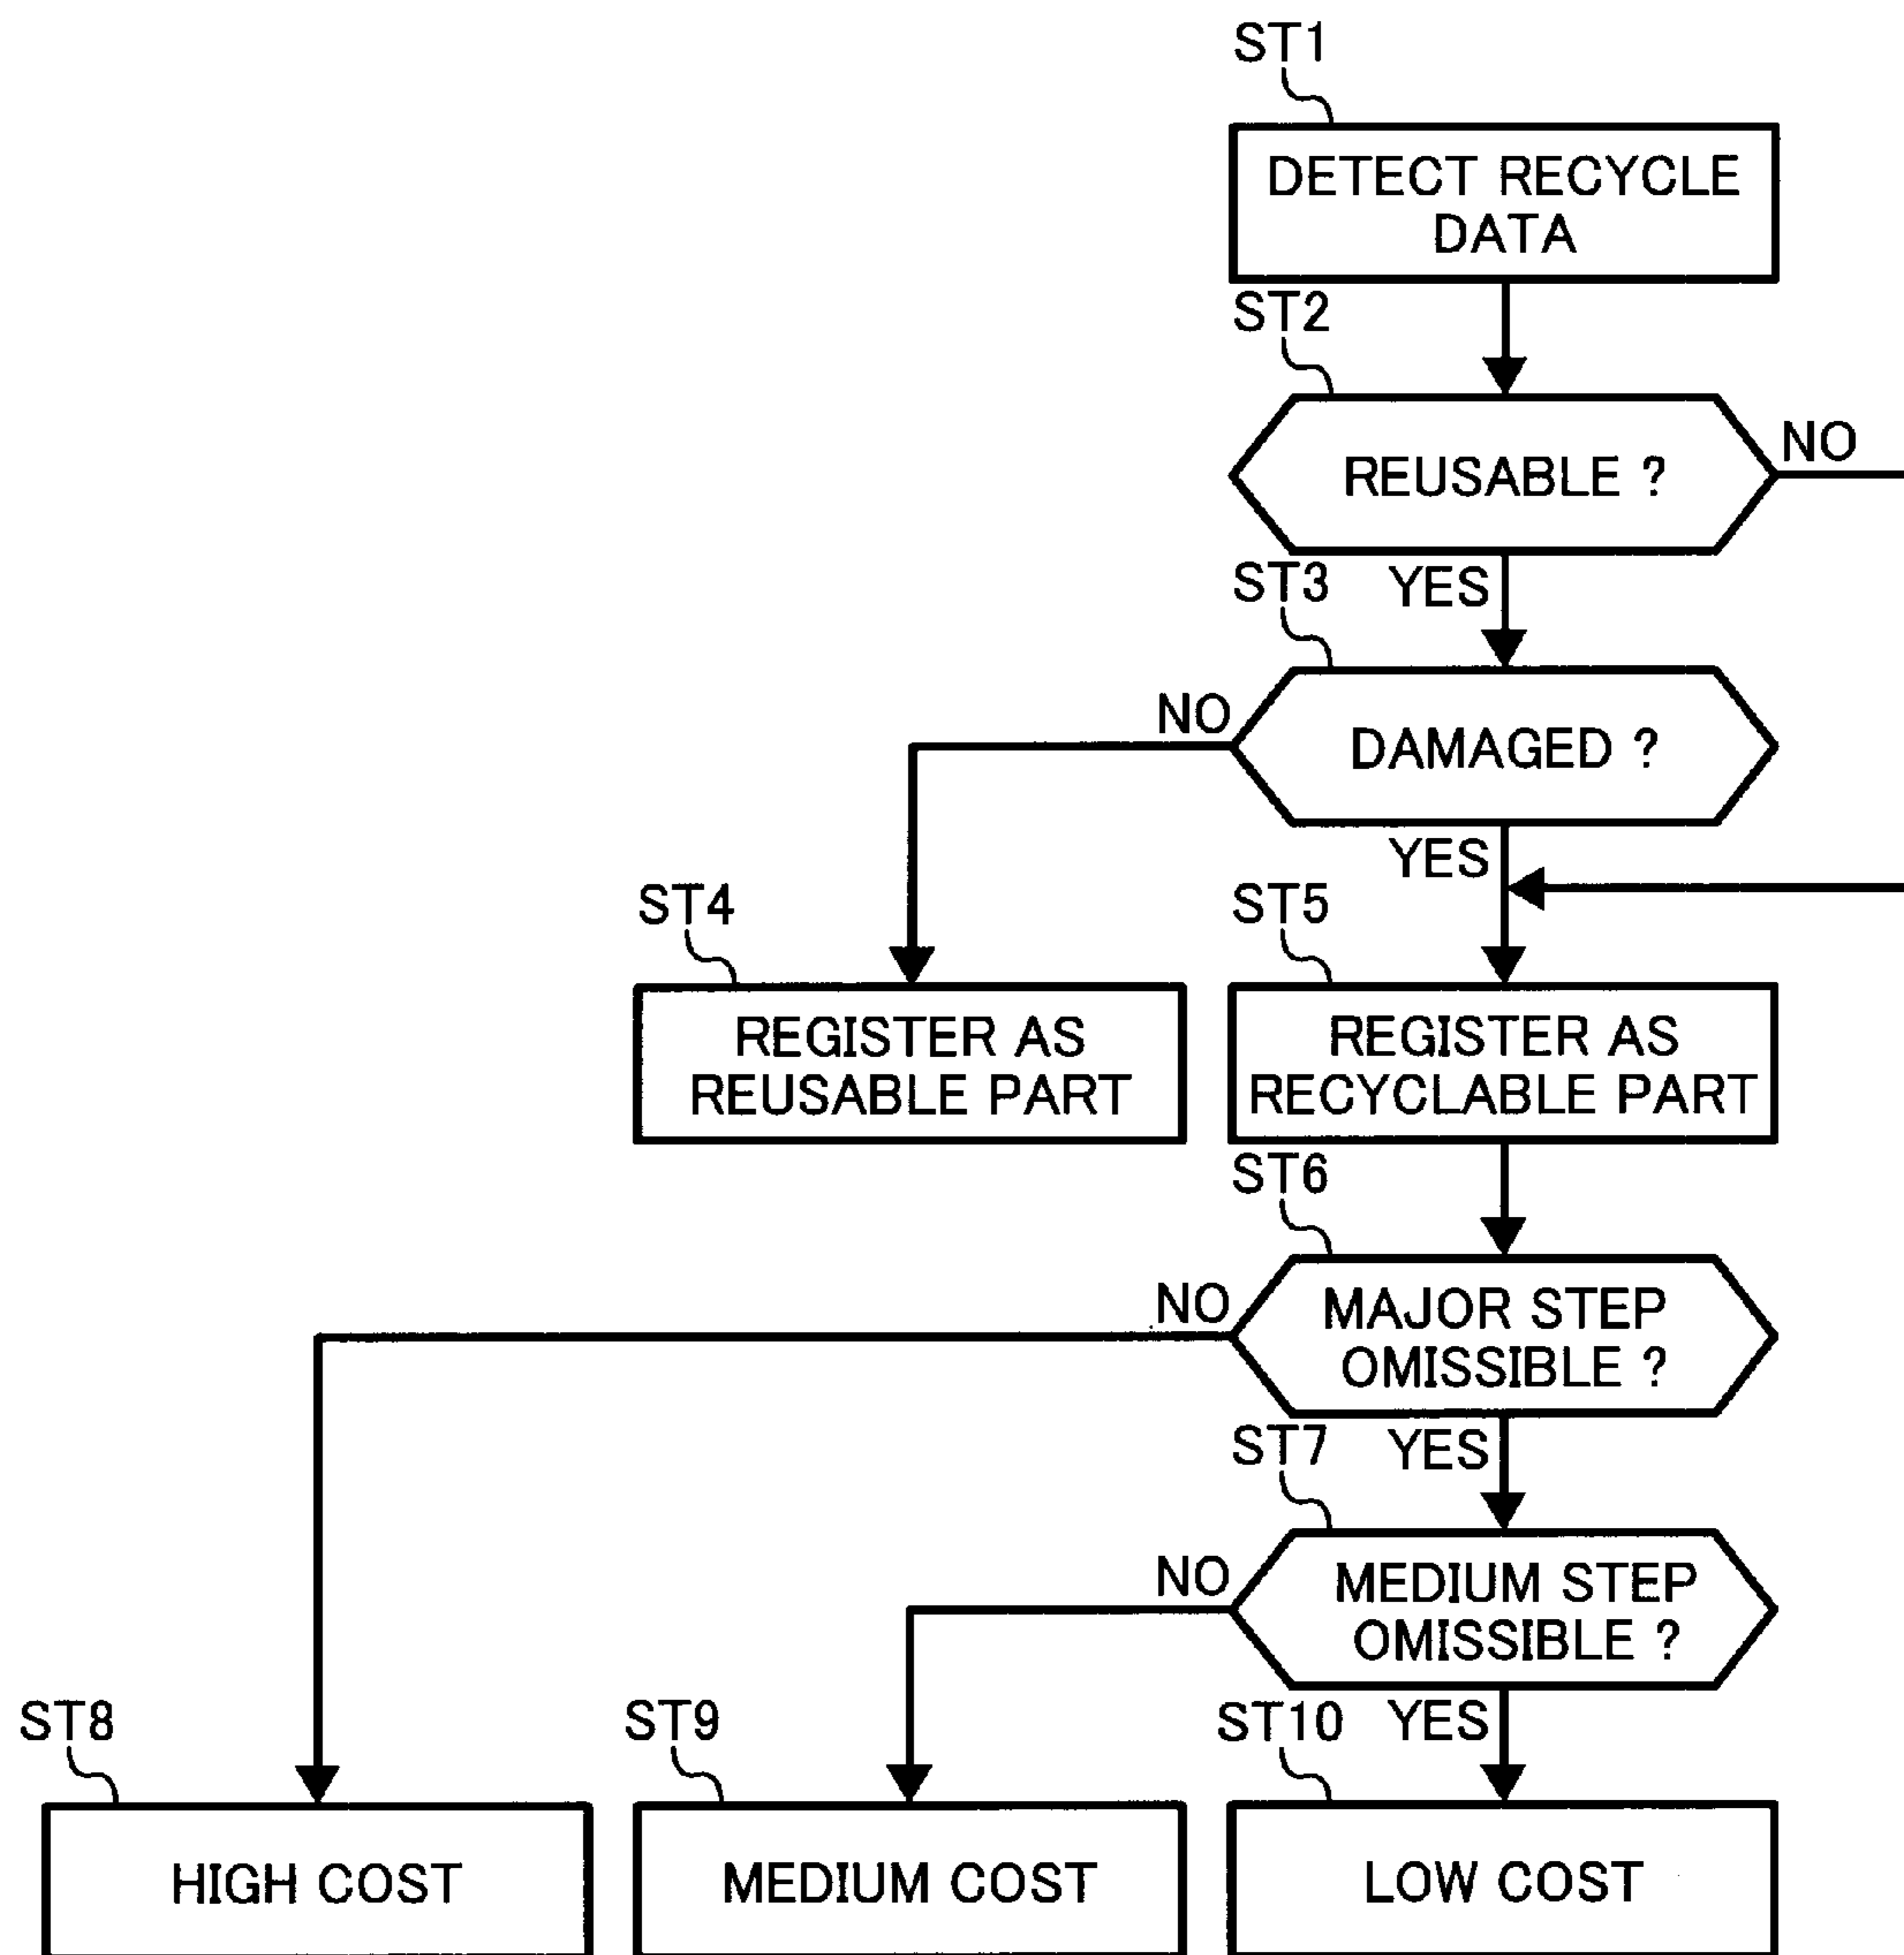 ST1
DETECT RECYCLE
DATA
ST2
REUSABLE ?
NO
YES
ST3
DAMAGED ?
NO
YES
ST4
REGISTER AS
REUSABLE PART
ST5
REGISTER AS
RECYCLABLE PART
ST6
MAJOR STEP
OMISSIBLE ?
NO
YES
ST7
MEDIUM STEP
OMISSIBLE ?
NO
YES
ST8
HIGH COST
ST9
MEDIUM COST
ST10
LOW COST